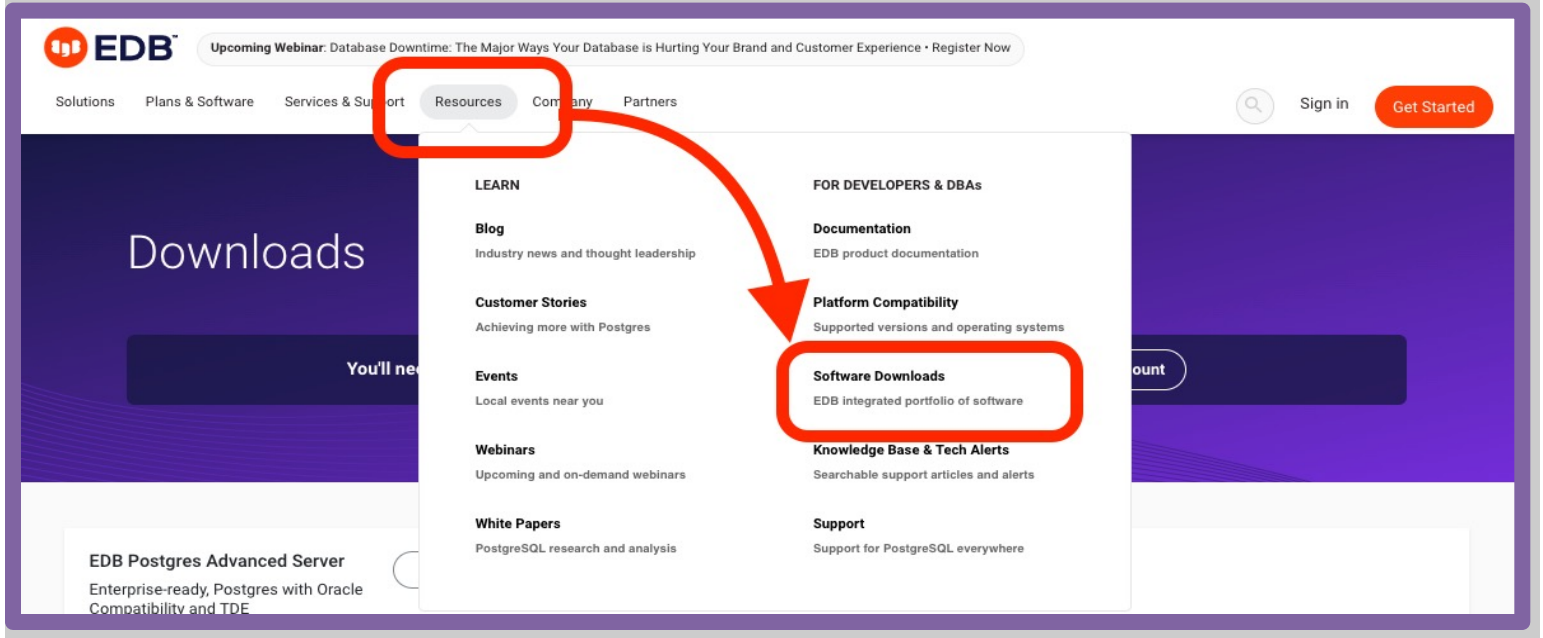 EDB™
Upcoming Webinar: Database Downtime: The Major Ways Your Database is Hurting Your Brand and Customer Experience • Register Now
Solutions Plans & Software Services & Support Resources Company Partners Sign in Get Started
Downloads
You'll
ount
LEARN
Blog
Industry news and thought leadership
Customer Stories
Achieving more with Postgres
Events
Local events near you
Webinars
Upcoming and on-demand webinars
White Papers
PostgreSQL research and analysis
FOR DEVELOPERS & DBAs
Documentation
EDB product documentation
Platform Compatibility
Supported versions and operating systems
Software Downloads
EDB integrated portfolio of software
Knowledge Base & Tech Alerts
Searchable support articles and alerts
Support
Support for PostgreSQL everywhere
EDB Postgres Advanced Server
Enterprise-ready, Postgres with Oracle
Compatibility and TDE